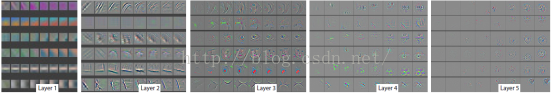 http://blog.csdn.net/
Layer 1
Layer 2
Layer 3
Layer 4
Layer 5